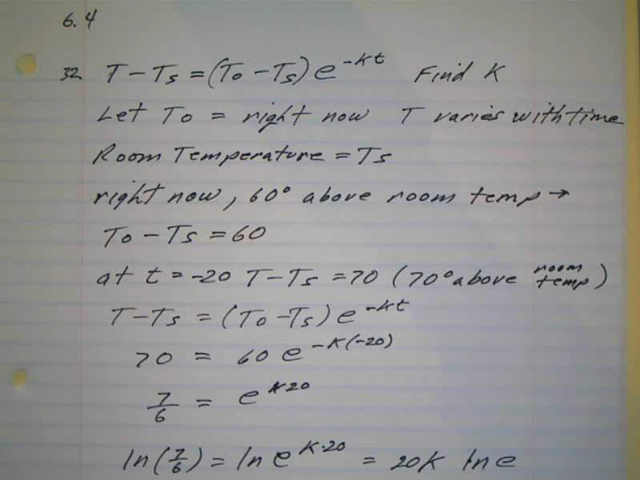 6.4
32 T - Ts = (To - Ts) e^-kt Find K
Let To = right now T varies with time
Room Temperature = Ts
right now, 60° above room temp →
To - Ts = 60
at t = -20 T - Ts = 70 (70° above room temp)
T - Ts = (To - Ts) e^-kt
70 = 60 e^-K(-20)
7/6 = e^K20
ln(7/6) = ln e^K·20 = 20K ln e